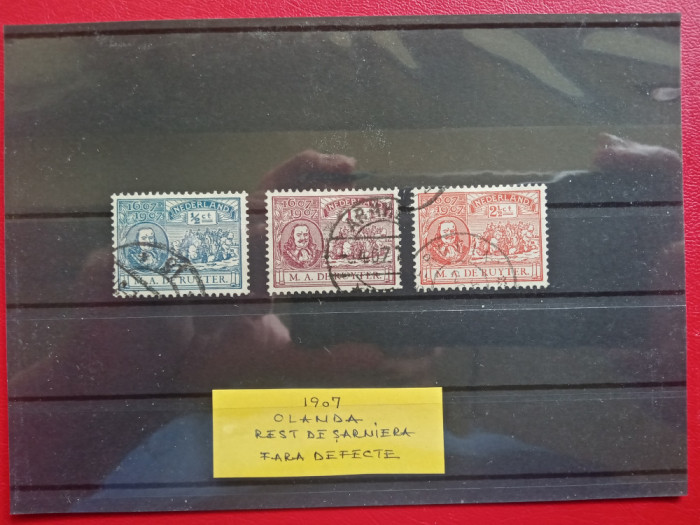 1607 1907 NEDERLAND
½ ct
M. A. DE RUYTER.
1607 1907 NEDERLAND
M. A. DE RUYTER.
1607 1907 NEDERLAND
2½ ct
M. A. DE RUYTER.
1907
OLANDA
REST DE ȘARNIERA
FARA DEFECTE